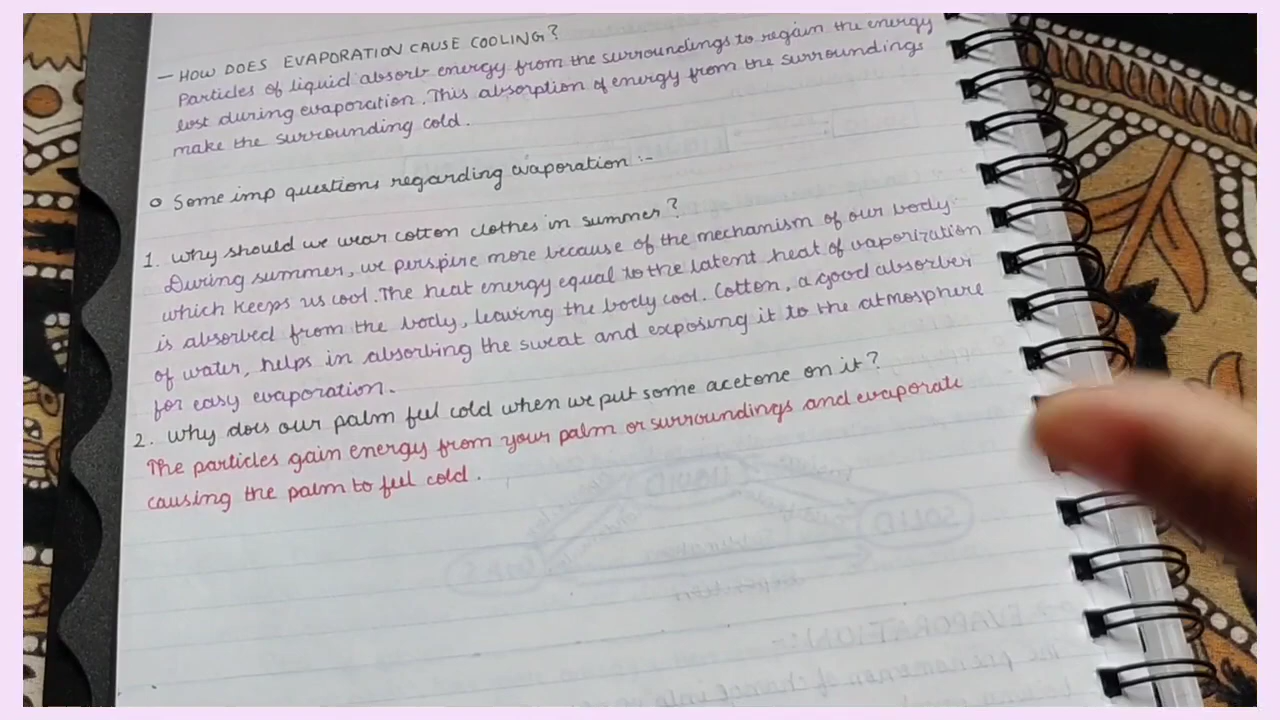 — HOW DOES EVAPORATION CAUSE COOLING?
Particles of liquid absorb energy from the surroundings to regain the energy
lost during evaporation. This absorption of energy from the surroundings
make the surrounding cold.
o Some imp questions regarding evaporation :-
1. Why should we wear cotton clothes in summer?
During summer, we perspire more because of the mechanism of our body
which keeps us cool. The heat energy equal to the latent heat of vaporization
is absorbed from the body, leaving the body cool. Cotton, a good absorber
of water, helps in absorbing the sweat and exposing it to the atmosphere
for easy evaporation.
2. Why does our palm feel cold when we put some acetone on it?
The particles gain energy from your palm or surroundings and evaporate
causing the palm to feel cold.